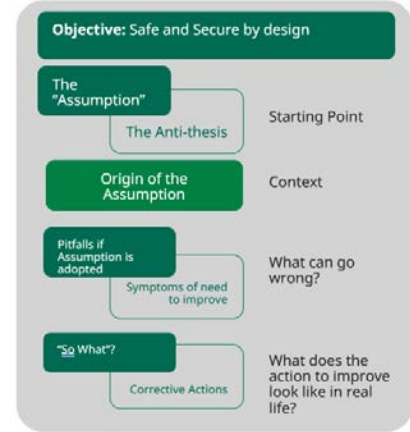 Objective: Safe and Secure by design
The
"Assumption"
The Anti-thesis
Starting Point
Origin of the
Assumption
Context
Pitfalls if
Assumption is
adopted
Symptoms of need
to improve
What can go
wrong?
"So What"?
Corrective Actions
What does the
action to improve
look like in real
life?